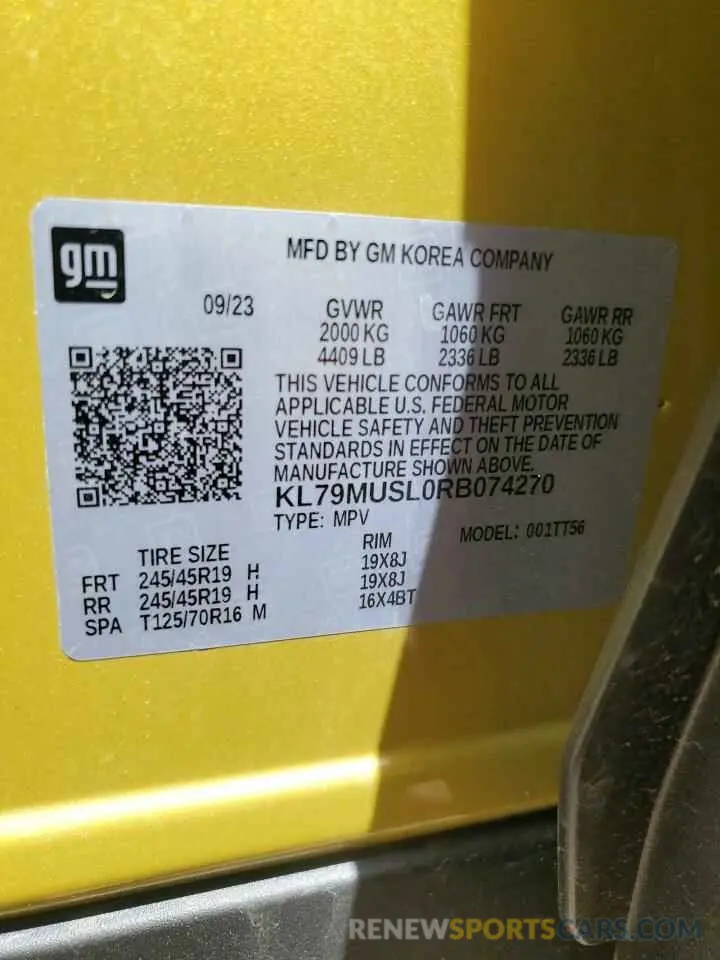 gm
MFD BY GM KOREA COMPANY
09/23 GVWR GAWR FRT GAWR RR
2000 KG 1060 KG 1060 KG
4409 LB 2336 LB 2336 LB
THIS VEHICLE CONFORMS TO ALL
APPLICABLE U.S. FEDERAL MOTOR
VEHICLE SAFETY AND THEFT PREVENTION
STANDARDS IN EFFECT ON THE DATE OF
MANUFACTURE SHOWN ABOVE.
KL79MUSL0RB074270
TYPE: MPV MODEL: 001TT56
TIRE SIZE RIM
FRT 245/45R19 H 19X8J
RR 245/45R19 H 19X8J
SPA T125/70R16 M 16X4BT
RENEWSPORTSCARS.COM